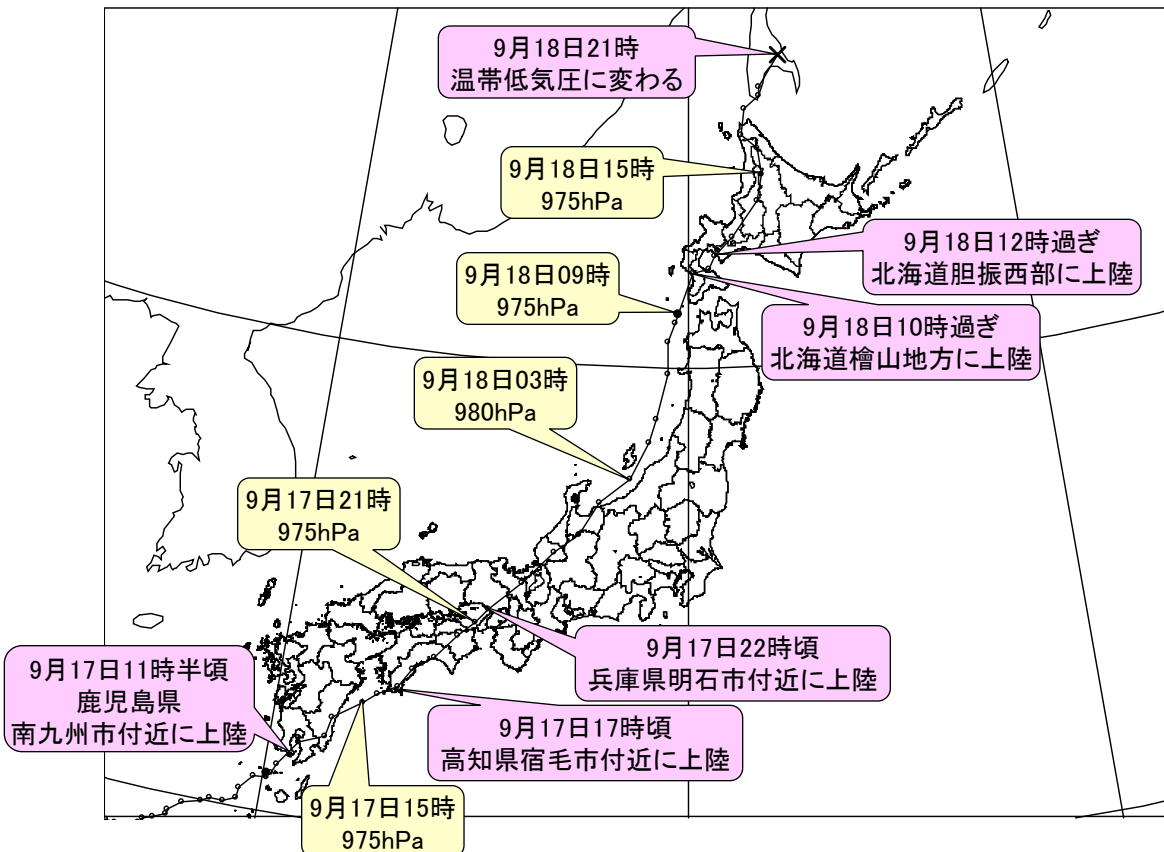 9月18日21時
温帯低気圧に変わる
9月18日15時
975hPa
9月18日12時過ぎ
北海道胆振西部に上陸
9月18日09時
975hPa
9月18日10時過ぎ
北海道檜山地方に上陸
9月18日03時
980hPa
9月17日21時
975hPa
9月17日22時頃
兵庫県明石市付近に上陸
9月17日11時半頃
鹿児島県
南九州市付近に上陸
9月17日17時頃
高知県宿毛市付近に上陸
9月17日15時
975hPa